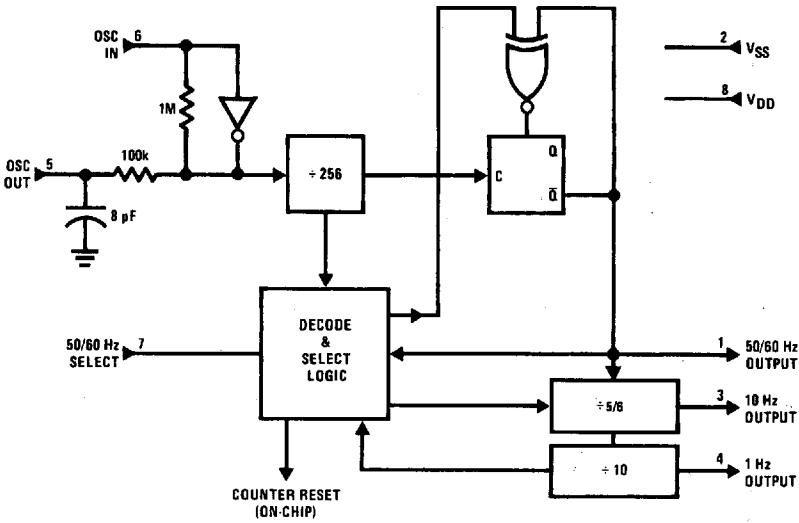 OSC
IN
6
2
VSS
8
VDD
1M
OSC
OUT
5
100k
8 pF
÷ 256
C
Q
Q̅
50/60 Hz
SELECT
7
DECODE
&
SELECT
LOGIC
1
50/60 Hz
OUTPUT
÷5/6
3
10 Hz
OUTPUT
÷ 10
4
1 Hz
OUTPUT
COUNTER RESET
(ON-CHIP)